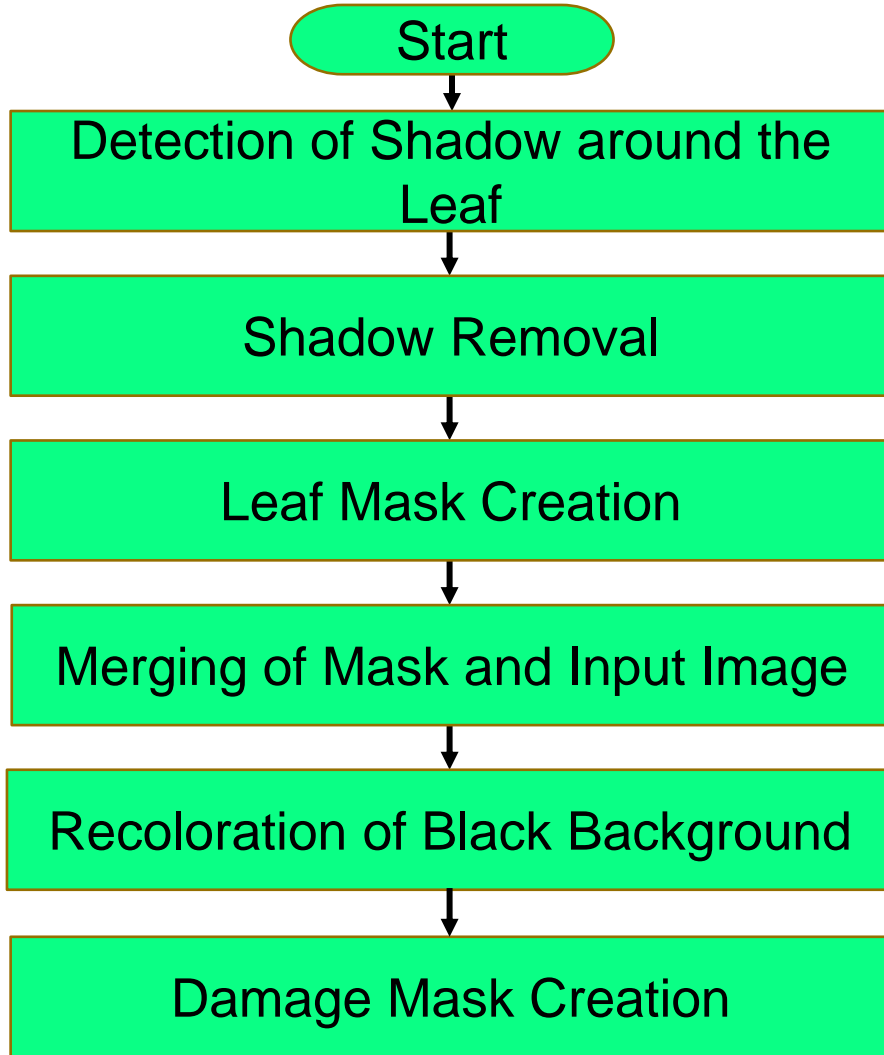 Start
Detection of Shadow around the
Leaf
Shadow Removal
Leaf Mask Creation
Merging of Mask and Input Image
Recoloration of Black Background
Damage Mask Creation